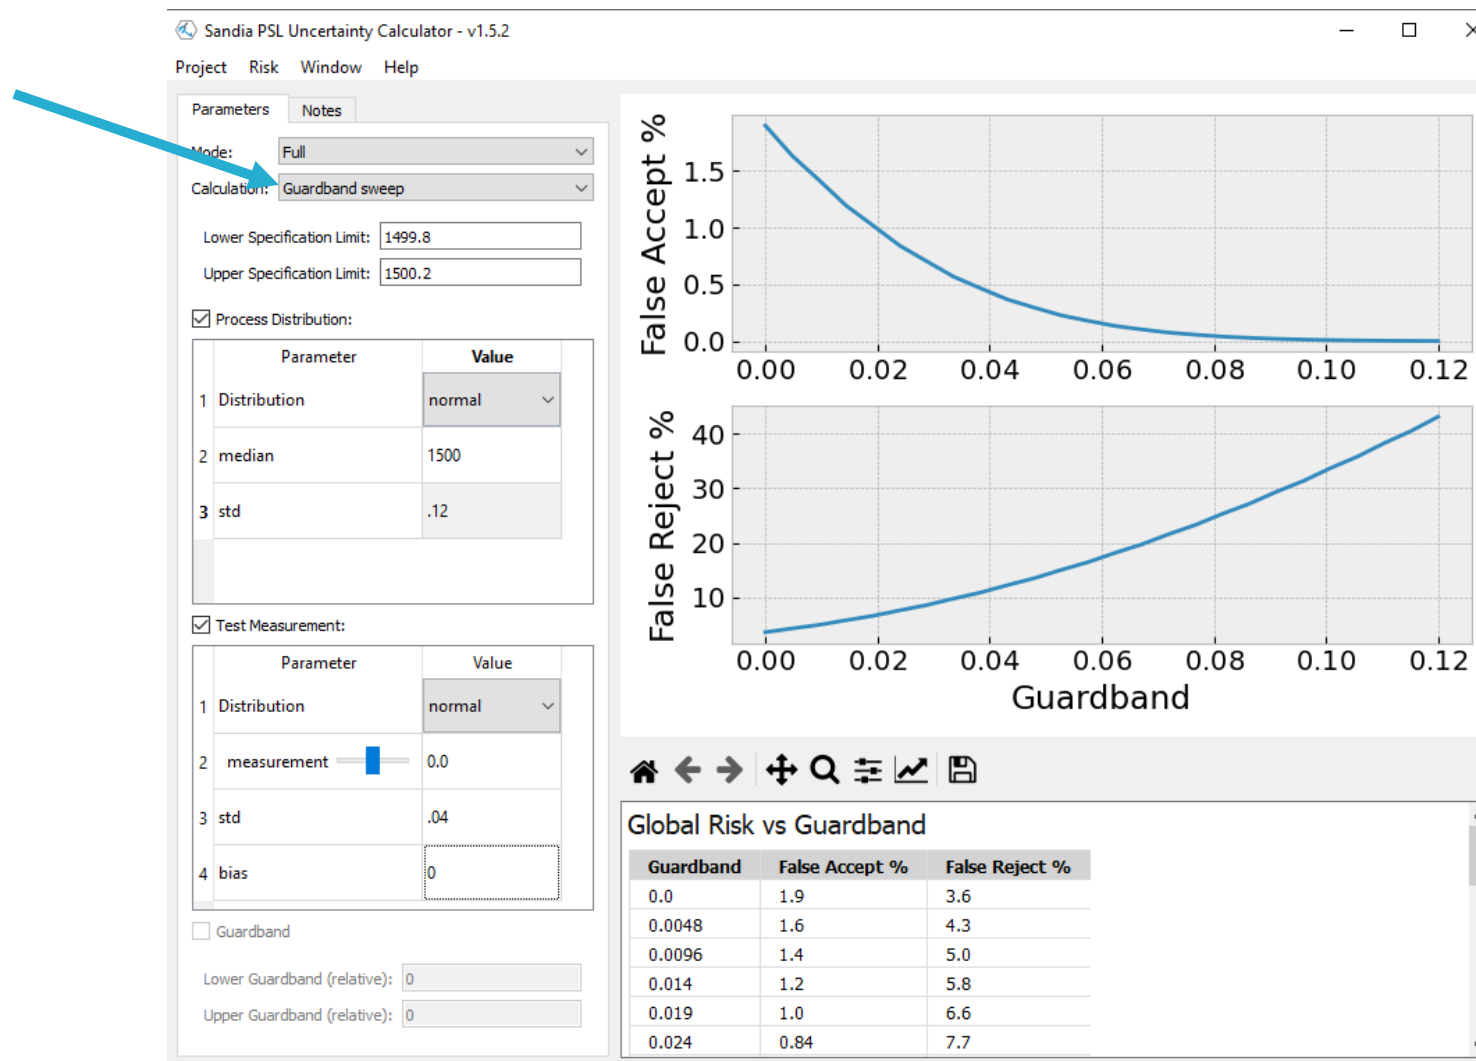 Sandia PSL Uncertainty Calculator - v1.5.2
Project Risk Window Help
Parameters Notes
Mode: Full
Calculation: Guardband sweep
Lower Specification Limit: 1499.8
Upper Specification Limit: 1500.2
Process Distribution:
Parameter Value
1 Distribution normal
2 median 1500
3 std .12
Test Measurement:
Parameter Value
1 Distribution normal
2 measurement 0.0
3 std .04
4 bias 0
Guardband
Lower Guardband (relative): 0
Upper Guardband (relative): 0
False Accept %
1.5
1.0
0.5
0.0
0.00 0.02 0.04 0.06 0.08 0.10 0.12
False Reject %
40
30
20
10
0.00 0.02 0.04 0.06 0.08 0.10 0.12
Guardband
Global Risk vs Guardband
Guardband False Accept % False Reject %
0.0 1.9 3.6
0.0048 1.6 4.3
0.0096 1.4 5.0
0.014 1.2 5.8
0.019 1.0 6.6
0.024 0.84 7.7